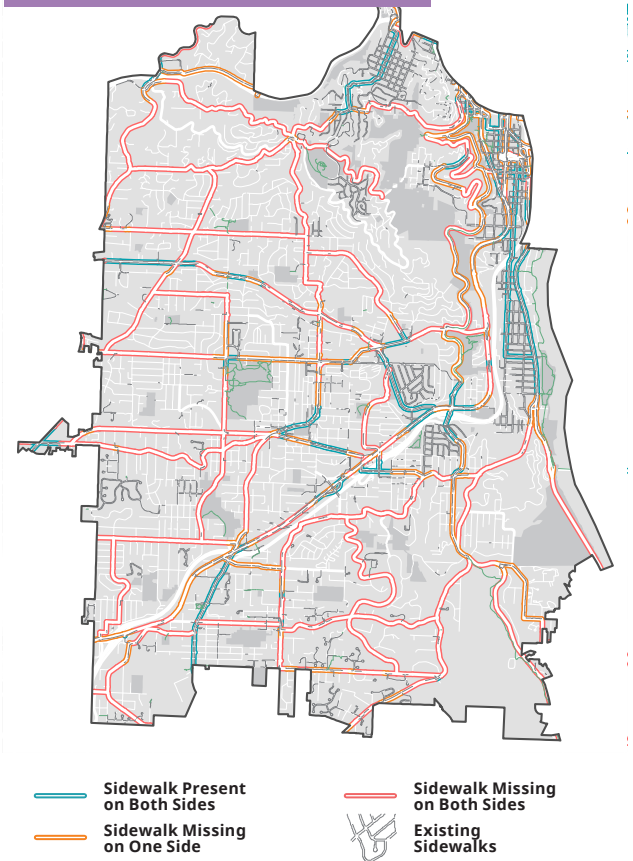 Sidewalk Present
on Both Sides
Sidewalk Missing
on One Side
Sidewalk Missing
on Both Sides
Existing
Sidewalks